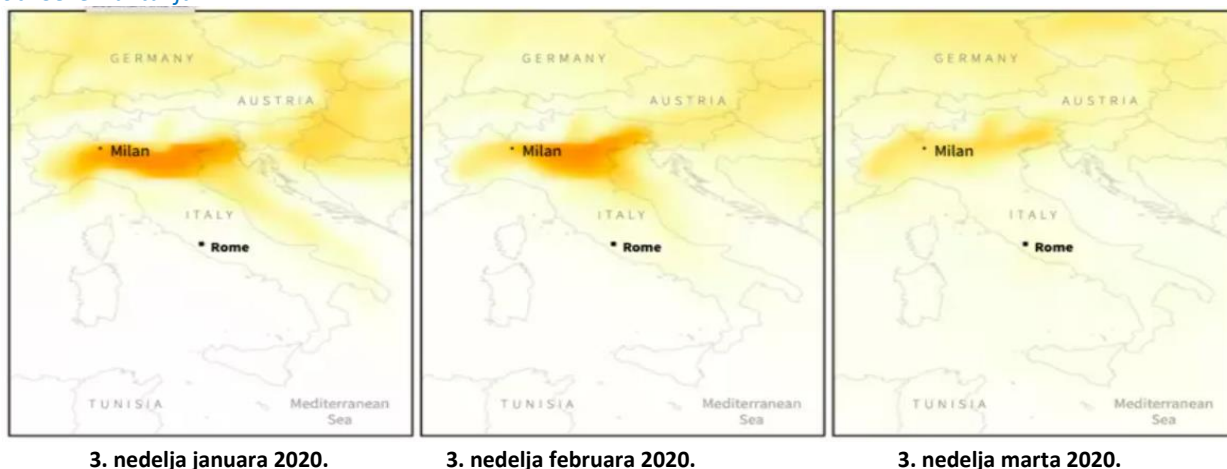 GERMANY
AUSTRIA
Milan
ITALY
Rome
TUNISIA
Mediterranean
Sea
GERMANY
AUSTRIA
Milan
ITALY
Rome
TUNISIA
Mediterranean
Sea
GERMANY
AUSTRIA
Milan
ITALY
Rome
TUNISIA
Mediterranean
Sea
3. nedelja januara 2020.
3. nedelja februara 2020.
3. nedelja marta 2020.